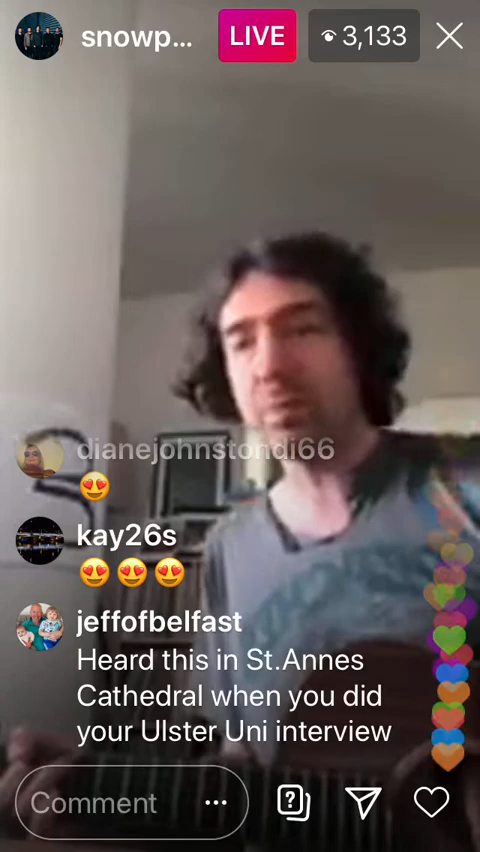 snowp...
LIVE
3,133
dianejohnstondi66
kay26s
jeffofbelfast
Heard this in St.Annes
Cathedral when you did
your Ulster Uni interview
Comment